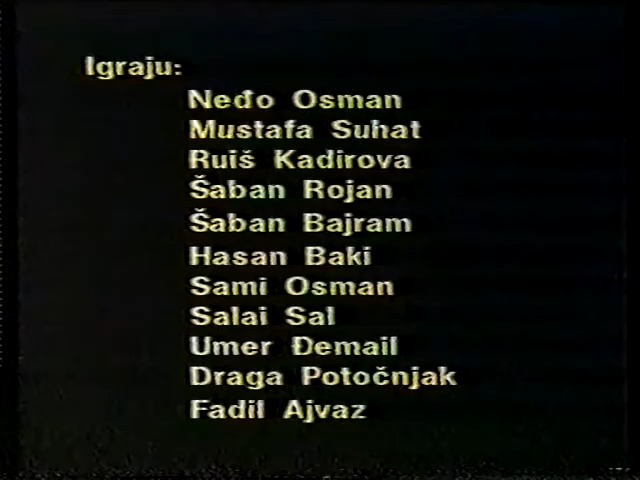 Igraju:
Neđo Osman
Mustafa Suhat
Ruiš Kadirova
Šaban Rojan
Šaban Bajram
Hasan Baki
Sami Osman
Salai Sal
Umer Đemail
Draga Potočnjak
Fadil Ajvaz